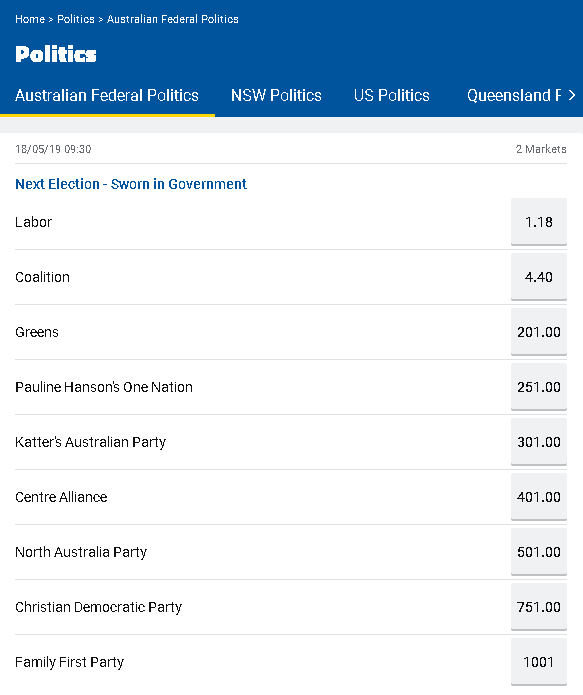 Home > Politics > Australian Federal Politics
Politics
Australian Federal Politics NSW Politics US Politics Queensland
18/05/19 09:30 2 Markets
Next Election - Sworn in Government
Labor 1.18
Coalition 4.40
Greens 201.00
Pauline Hanson's One Nation 251.00
Katter's Australian Party 301.00
Centre Alliance 401.00
North Australia Party 501.00
Christian Democratic Party 751.00
Family First Party 1001